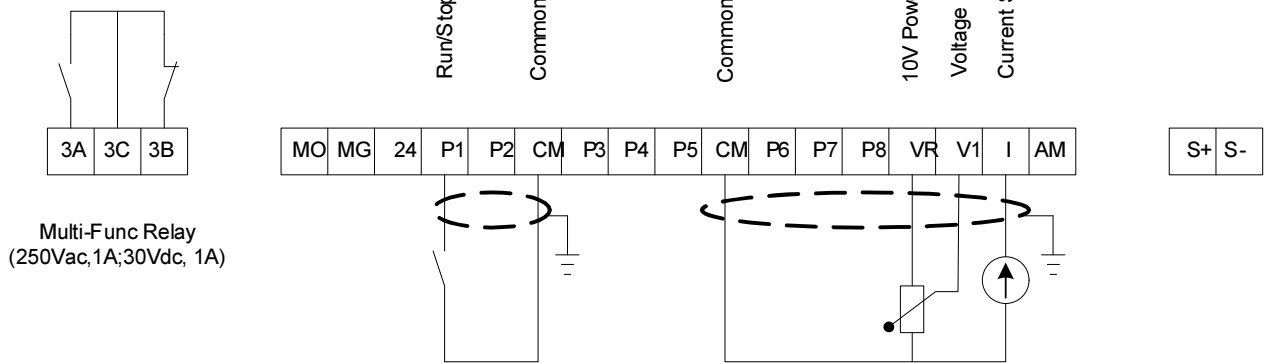 Run/Stop
Common
Common
10V Pow
Voltage
Current S
3A 3C 3B
MO MG 24 P1 P2 CM P3 P4 P5 CM P6 P7 P8 VR V1 I AM
S+ S-
Multi-Func Relay
(250Vac,1A;30Vdc, 1A)